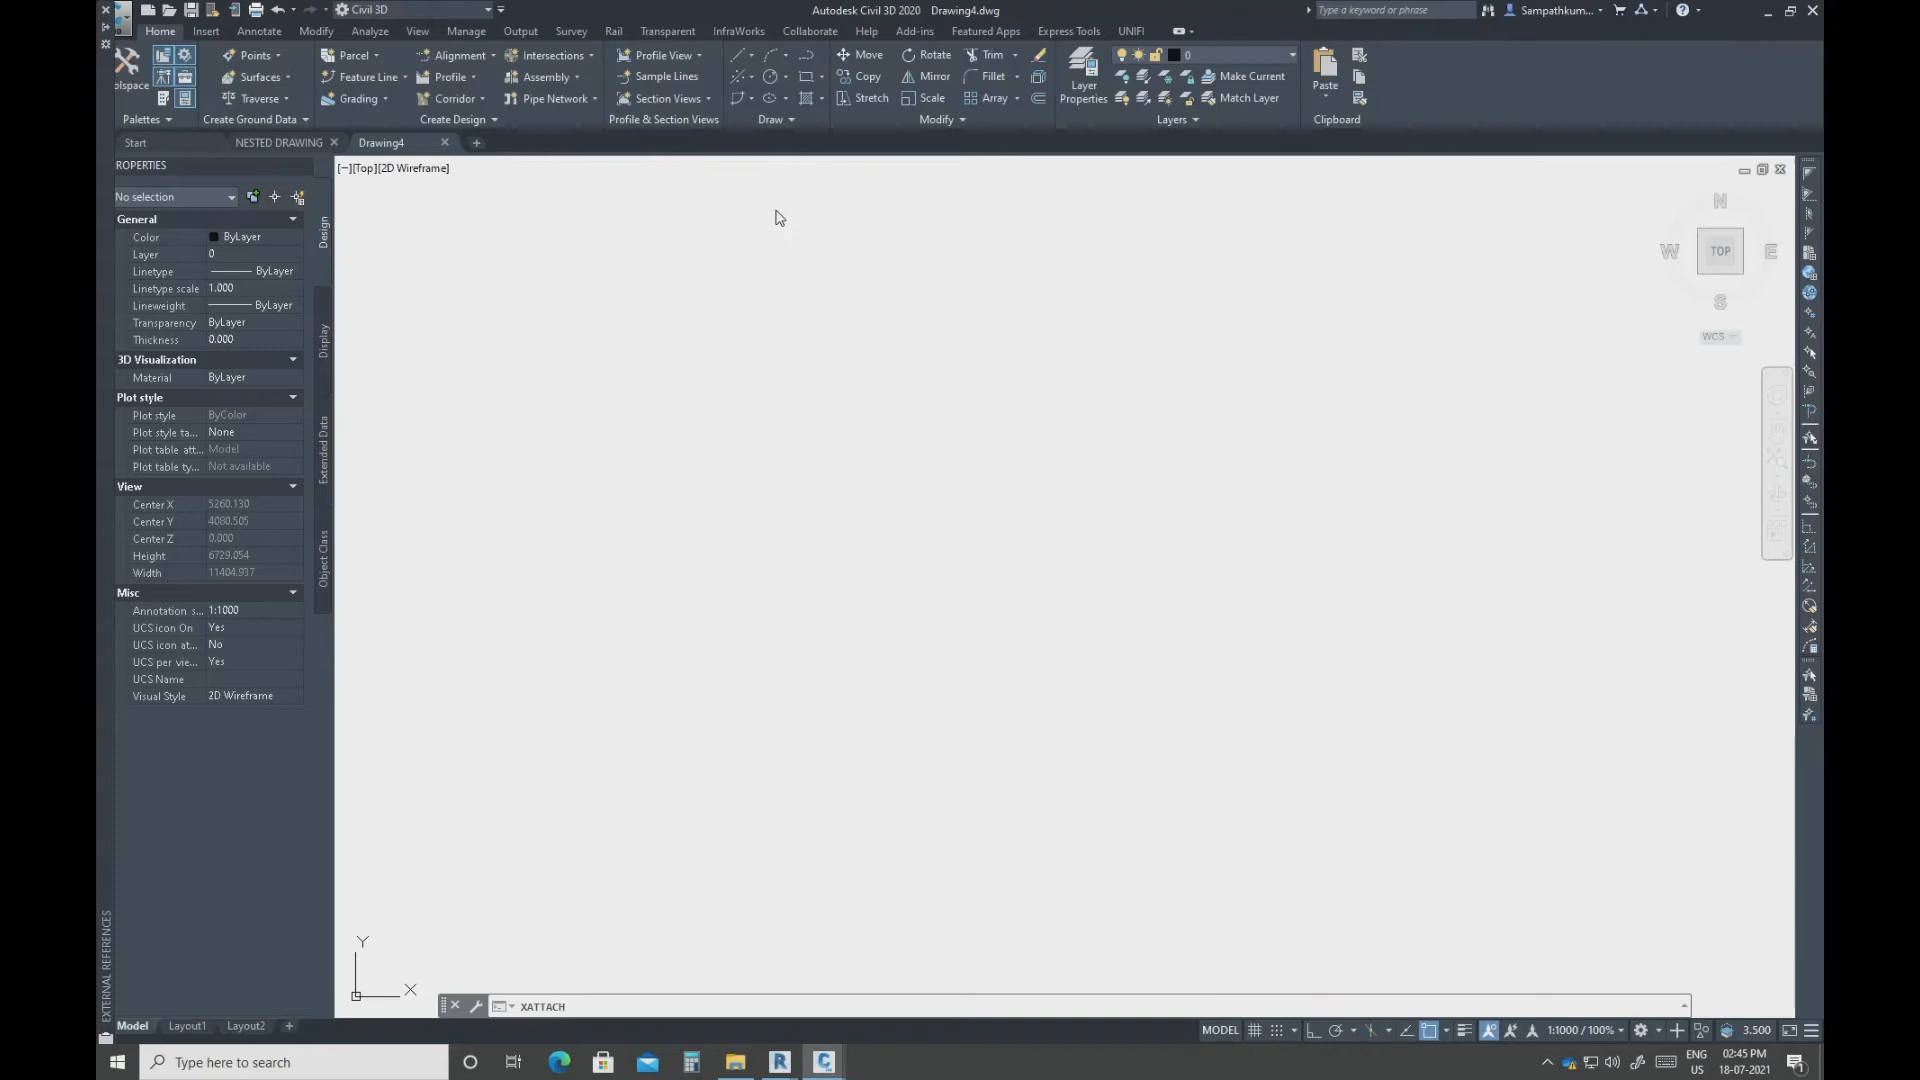 Civil 3D
Autodesk Civil 3D 2020 Drawing4.dwg
Type a keyword or phrase
Sampathkum...
Home Insert Annotate Modify Analyze View Manage Output Survey Rail Transparent InfraWorks Collaborate Help Add-ins Featured Apps Express Tools UNIFI
Points Parcel Alignment Intersections Profile View Move Rotate Trim 0
olspace Surfaces Feature Line Profile Assembly Sample Lines Copy Mirror Fillet Layer Properties Make Current Paste
Traverse Grading Corridor Pipe Network Section Views Stretch Scale Array Match Layer
Palettes Create Ground Data Create Design Profile & Section Views Draw Modify Layers Clipboard
Start NESTED DRAWING Drawing4
ROPERTIES
[−][Top][2D Wireframe]
No selection
General
Color ByLayer
Layer 0
Linetype ByLayer
Linetype scale 1.000
Lineweight ByLayer
Transparency ByLayer
Thickness 0.000
3D Visualization
Material ByLayer
Plot style
Plot style ByColor
Plot style ta... None
Plot table att... Model
Plot table ty... Not available
View
Center X 5260.130
Center Y 4080.505
Center Z 0.000
Height 6729.054
Width 11404.937
Misc
Annotation s... 1:1000
UCS icon On Yes
UCS icon at... No
UCS per vie... Yes
UCS Name
Visual Style 2D Wireframe
Design
Display
Extended Data
Object Class
N
W TOP E
S
WCS
EXTERNAL REFERENCES
Y
X
XATTACH
Model Layout1 Layout2
MODEL 1:1000 / 100% 3.500
Type here to search
ENG
US
02:45 PM
18-07-2021
1